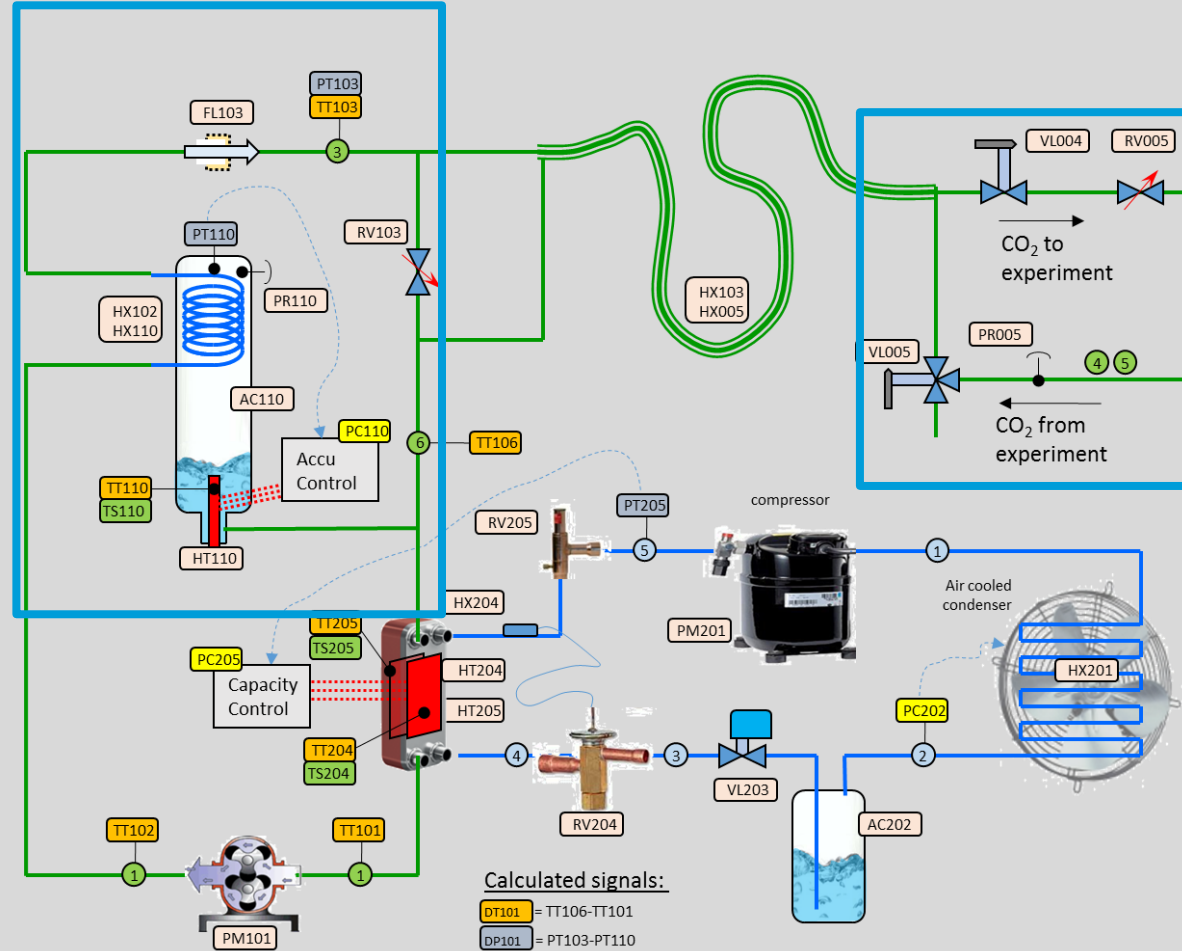 PT103
TT103
FL103
3
VL004
RV005
PT110
RV103
CO2 to
experiment
HX102
HX110
PR110
HX103
HX005
PR005
VL005
4
5
AC110
PC110
CO2 from
experiment
Accu
Control
6
TT106
TT110
TS110
HT110
RV205
PT205
compressor
5
1
Air cooled
condenser
HX204
TT205
TS205
PM201
PC205
Capacity
Control
HT204
HT205
HX201
PC202
TT204
TS204
4
3
2
VL203
RV204
AC202
TT102
TT101
1
1
PM101
Calculated signals:
DT101 = TT106-TT101
DP101 = PT103-PT110